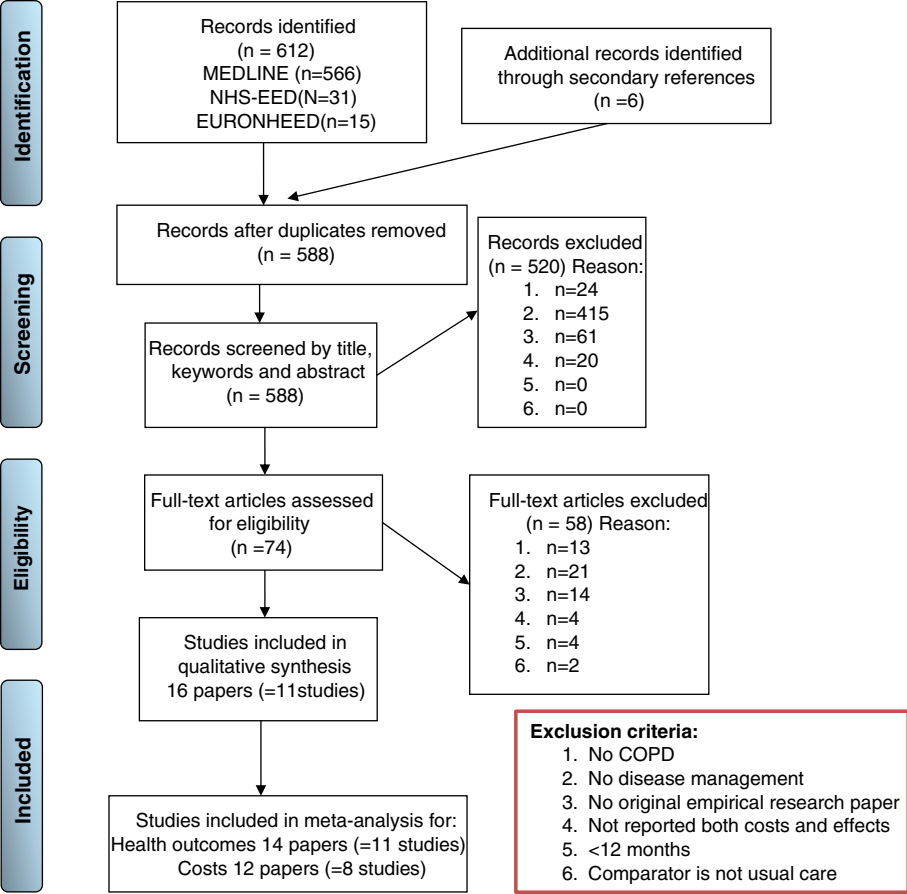 Identification
Records identified
(n = 612)
MEDLINE (n=566)
NHS-EED(N=31)
EURONHEED(n=15)
Additional records identified
through secondary references
(n =6)
Records after duplicates removed
(n = 588)
Screening
Records screened by title,
keywords and abstract
(n = 588)
Records excluded
(n = 520) Reason:
1. n=24
2. n=415
3. n=61
4. n=20
5. n=0
6. n=0
Eligibility
Full-text articles assessed
for eligibility
(n =74)
Full-text articles excluded
(n = 58) Reason:
1. n=13
2. n=21
3. n=14
4. n=4
5. n=4
6. n=2
Studies included in
qualitative synthesis
16 papers (=11studies)
Included
Studies included in meta-analysis for:
Health outcomes 14 papers (=11 studies)
Costs 12 papers (=8 studies)
Exclusion criteria:
1. No COPD
2. No disease management
3. No original empirical research paper
4. Not reported both costs and effects
5. <12 months
6. Comparator is not usual care